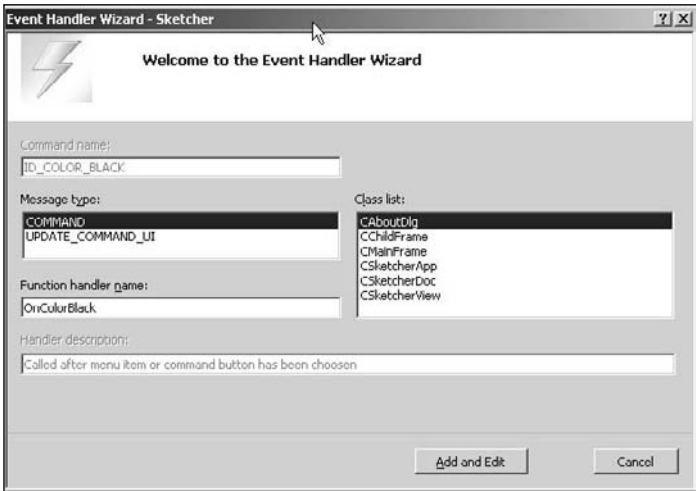 Event Handler Wizard - Sketcher
Welcome to the Event Handler Wizard
Command name:
ID_COLOR_BLACK
Message type:
COMMAND
UPDATE_COMMAND_UI
Class list:
CAboutDlg
CChildFrame
CMainFrame
CSketcherApp
CSketcherDoc
CSketcherView
Function handler name:
OnColorBlack
Handler description:
Called after menu item or command button has been choosen
Add and Edit
Cancel